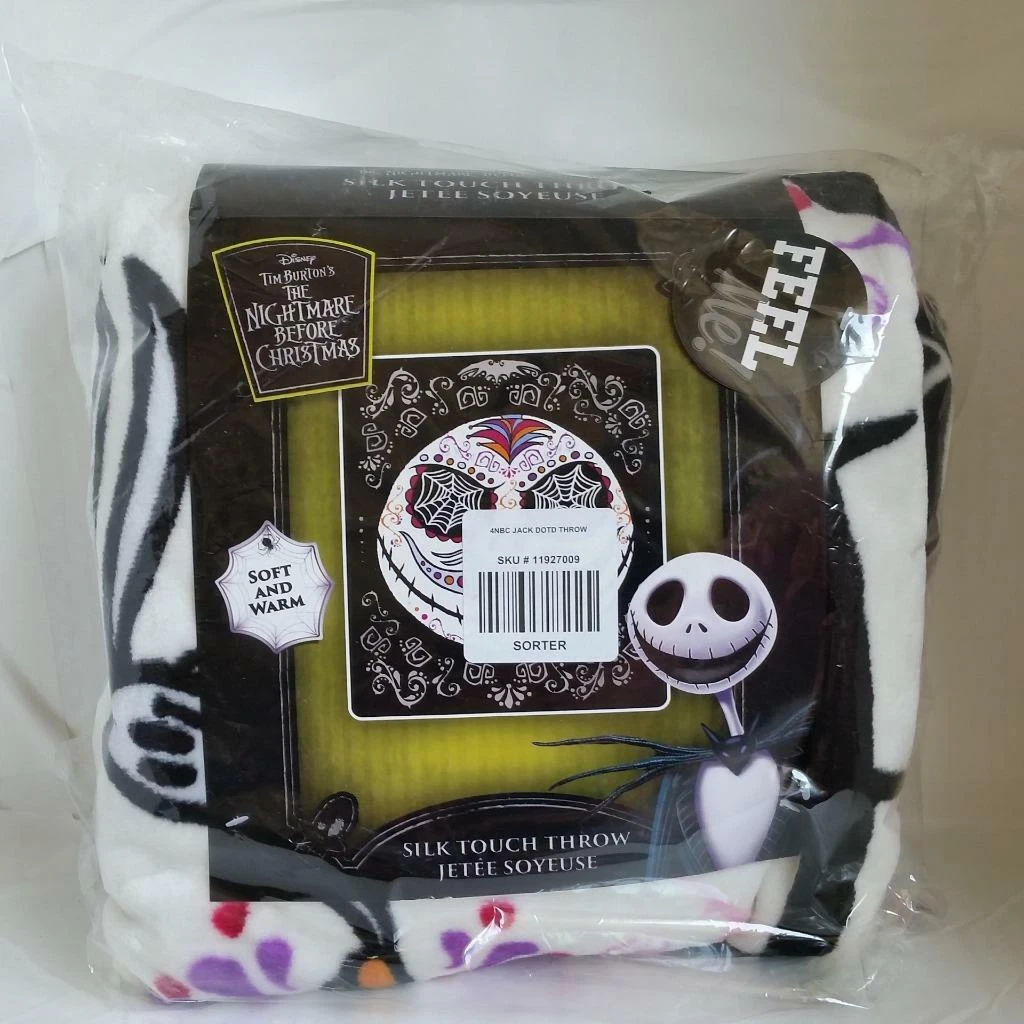 SILK TOUCH THROW
JETÉE SOYEUSE
Disney
TIM BURTON'S
THE
NIGHTMARE
BEFORE
CHRISTMAS
FEEL
Me!
4NBC JACK DOTD THROW
SKU # 11927009
SORTER
SOFT
AND
WARM
SILK TOUCH THROW
JETÉE SOYEUSE